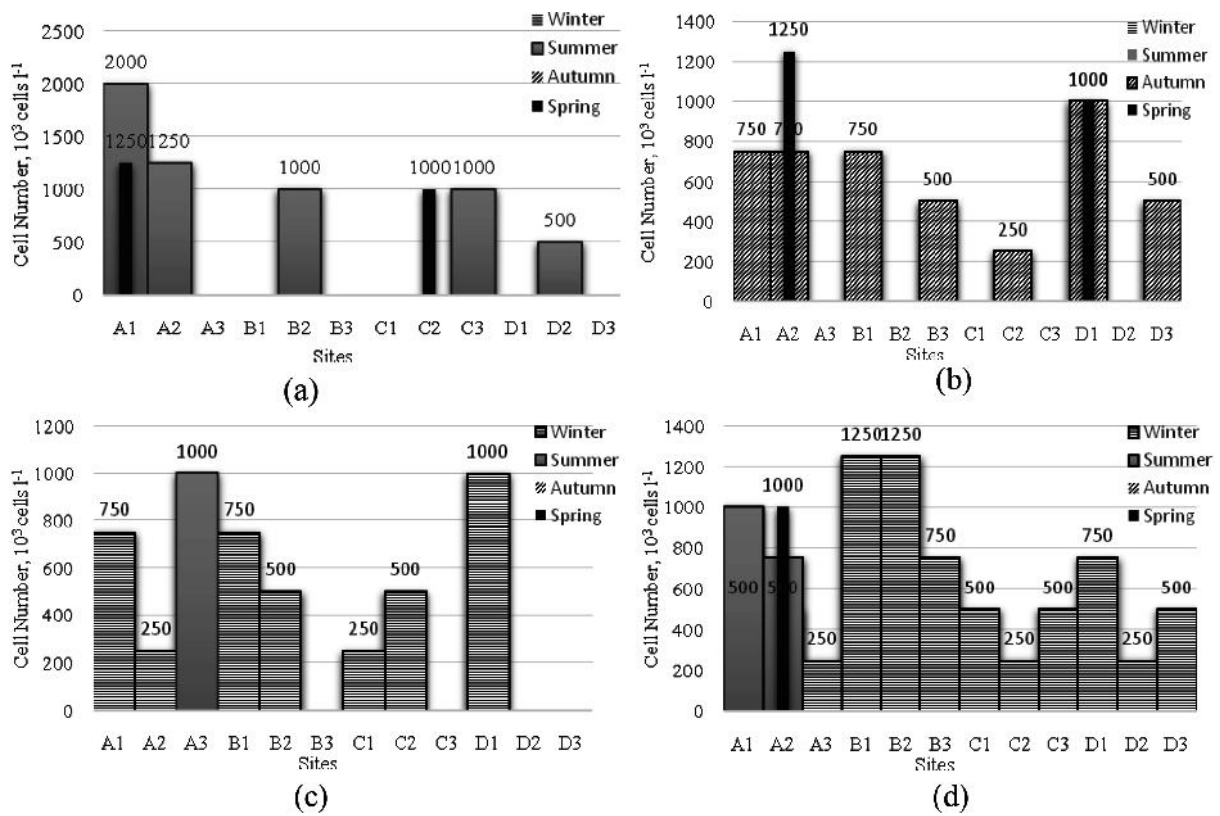 Cell Number, 10³ cells l⁻¹
2500
2000
1500
1000
500
0
2000
1250
1250
1000
1000
1000
500
Winter
Summer
Autumn
Spring
A1 A2 A3 B1 B2 B3 C1 C2 C3 D1 D2 D3
Sites
(a)
Cell Number, 10³ cells l⁻¹
1400
1200
1000
800
600
400
200
0
750
1250
750
500
250
1000
500
Winter
Summer
Autumn
Spring
A1 A2 A3 B1 B2 B3 C1 C2 C3 D1 D2 D3
Sites
(b)
Cell Number, 10³ cells l⁻¹
1200
1000
800
600
400
200
0
750
250
1000
750
500
250
500
1000
Winter
Summer
Autumn
Spring
A1 A2 A3 B1 B2 B3 C1 C2 C3 D1 D2 D3
Sites
(c)
Cell Number, 10³ cells l⁻¹
1400
1200
1000
800
600
400
200
0
500
1000
250
1250
1250
750
500
250
500
750
250
500
Winter
Summer
Autumn
Spring
A1 A2 A3 B1 B2 B3 C1 C2 C3 D1 D2 D3
Sites
(d)